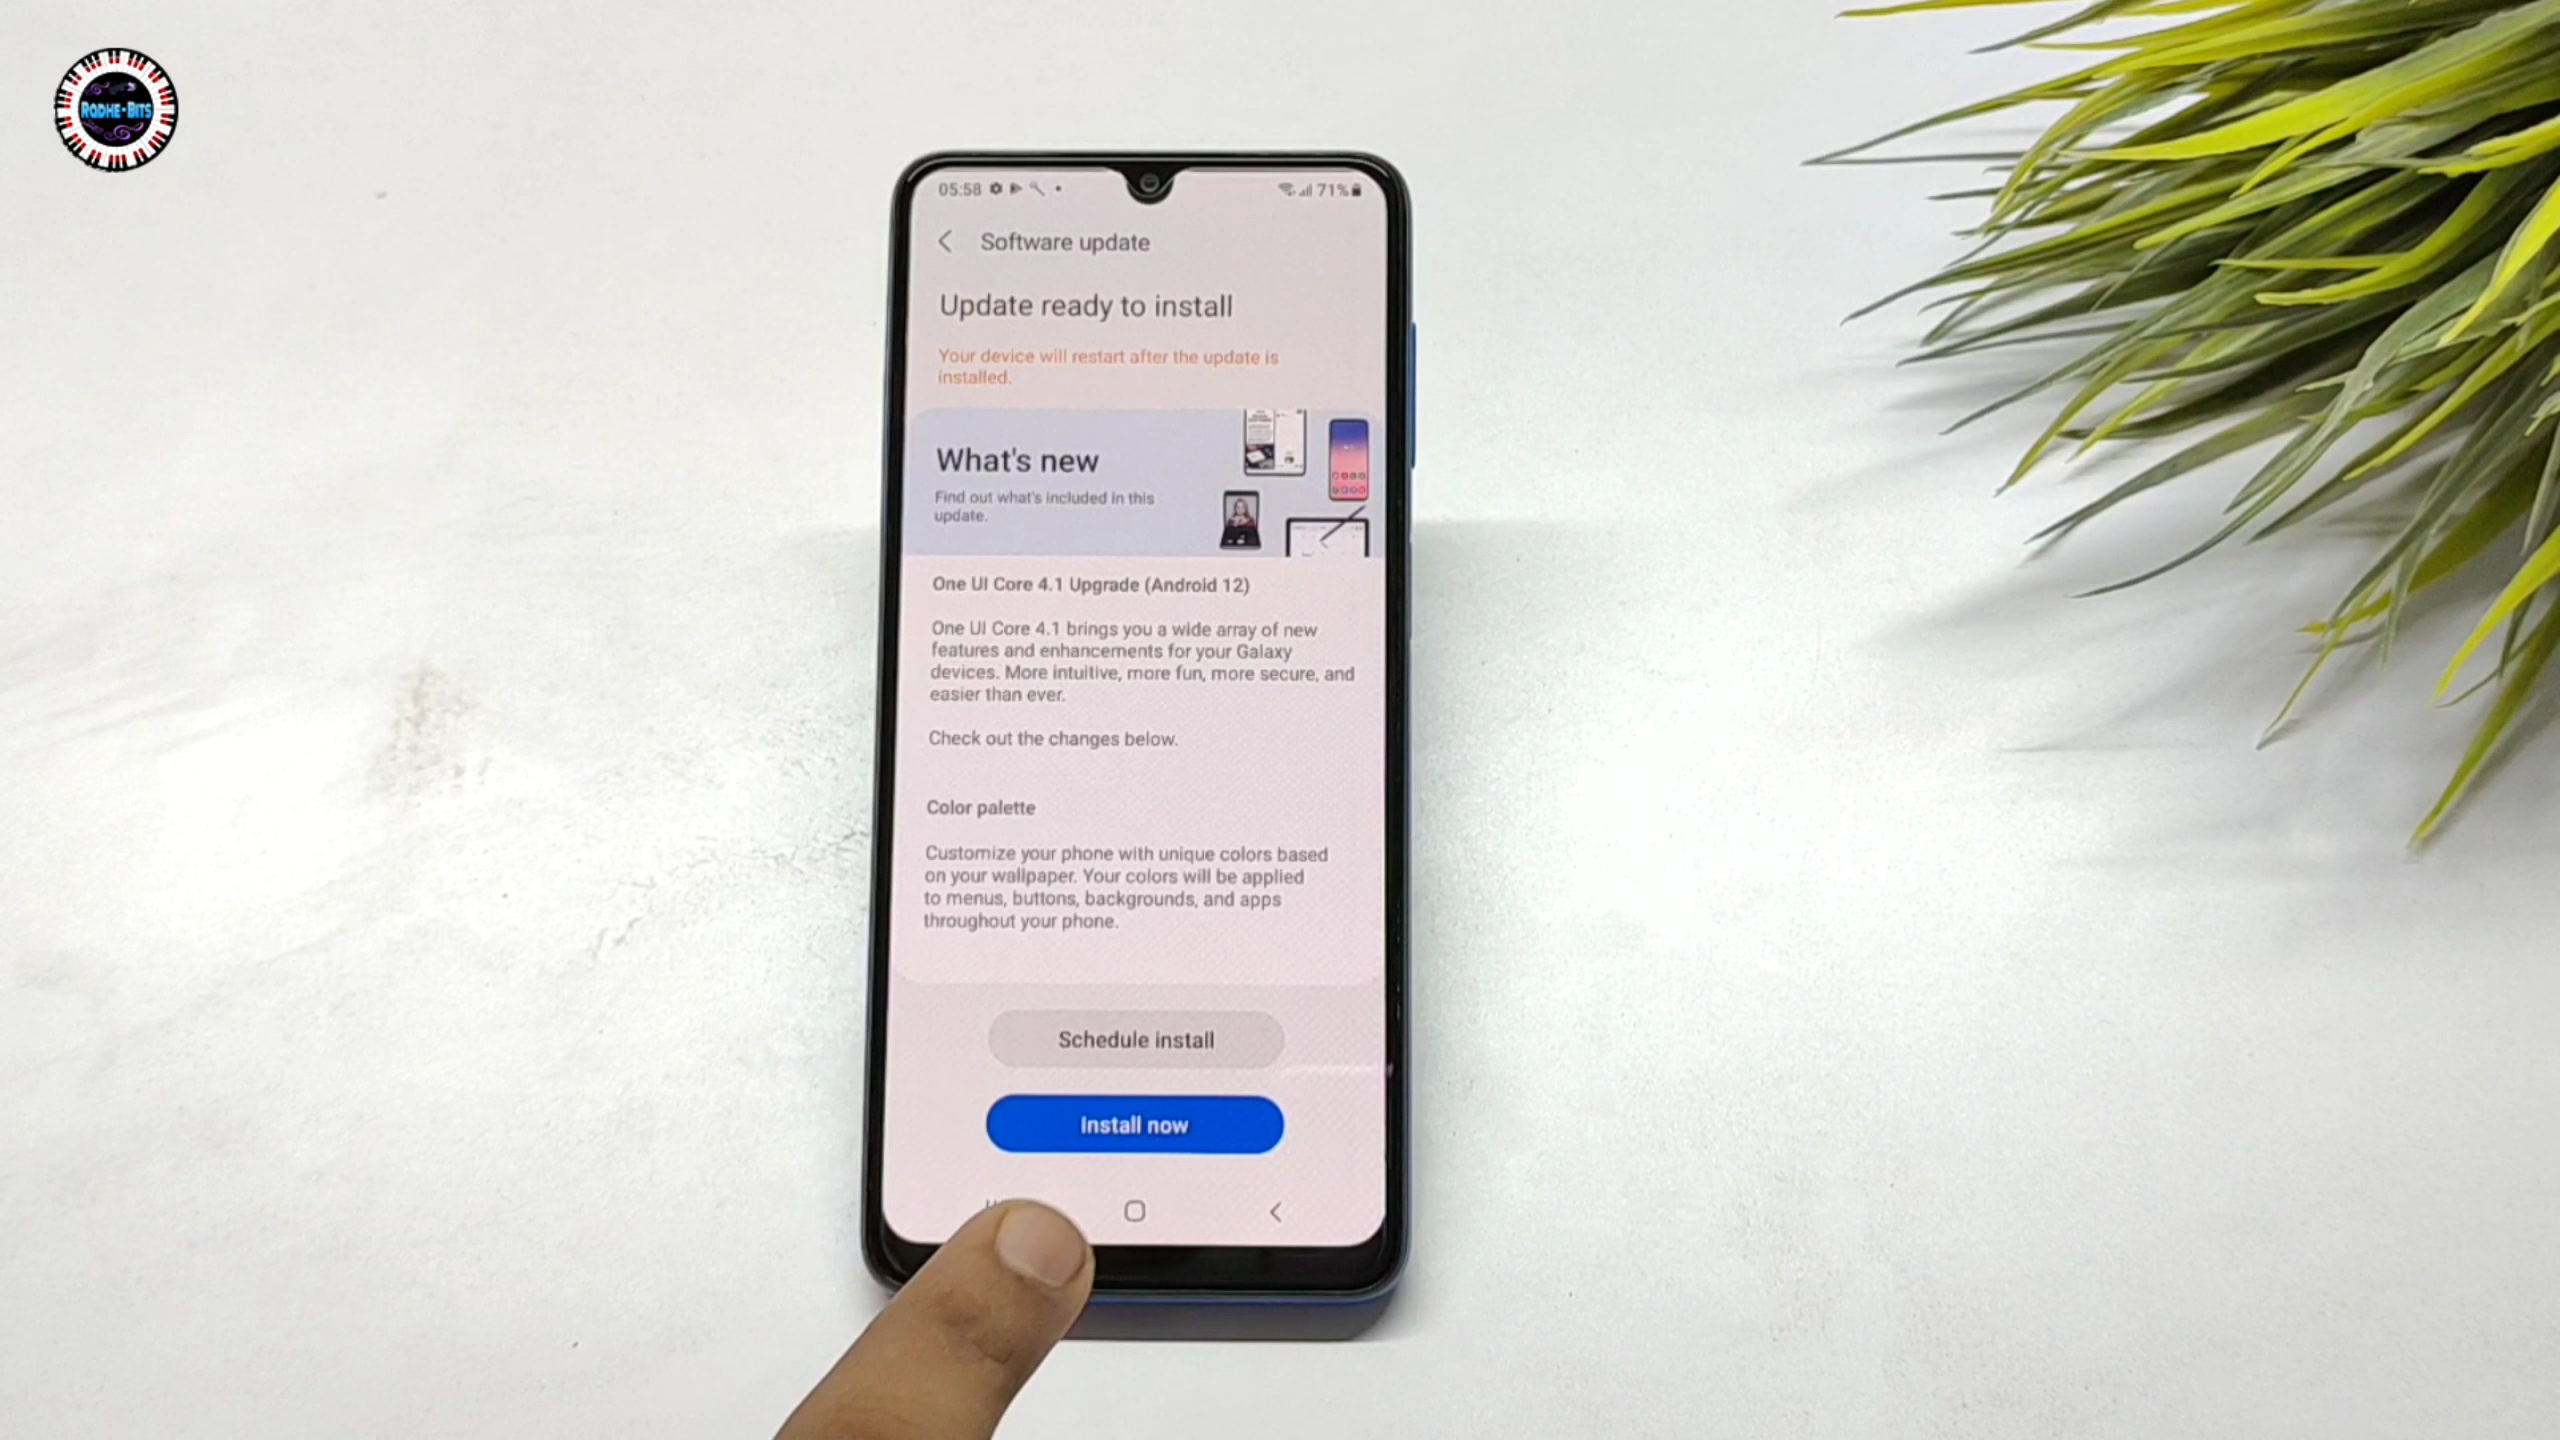 RADHE-BITS
05:58
71%
Software update
Update ready to install
Your device will restart after the update is
installed.
What's new
Find out what's included in this
update.
One UI Core 4.1 Upgrade (Android 12)
One UI Core 4.1 brings you a wide array of new
features and enhancements for your Galaxy
devices. More intuitive, more fun, more secure, and
easier than ever.
Check out the changes below.
Color palette
Customize your phone with unique colors based
on your wallpaper. Your colors will be applied
to menus, buttons, backgrounds, and apps
throughout your phone.
Schedule install
Install now